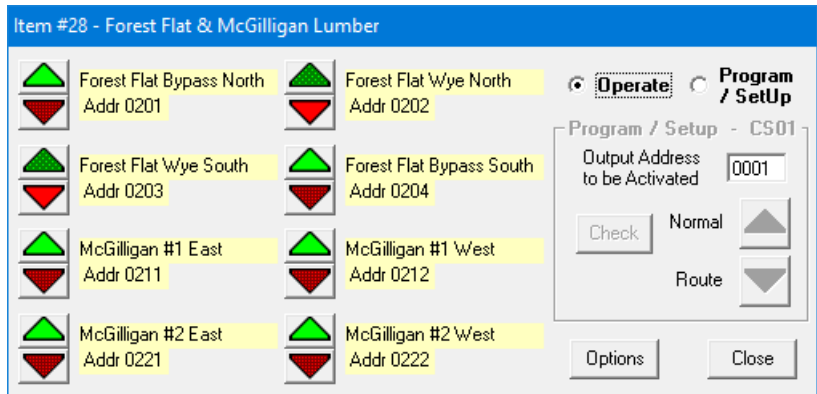 Item #28 - Forest Flat & McGilligan Lumber
Forest Flat Bypass North
Addr 0201
Forest Flat Wye North
Addr 0202
Forest Flat Wye South
Addr 0203
Forest Flat Bypass South
Addr 0204
McGilligan #1 East
Addr 0211
McGilligan #1 West
Addr 0212
McGilligan #2 East
Addr 0221
McGilligan #2 West
Addr 0222
Operate
Program
/ SetUp
Program / Setup - CS01
Output Address
to be Activated
0001
Check
Normal
Route
Options
Close